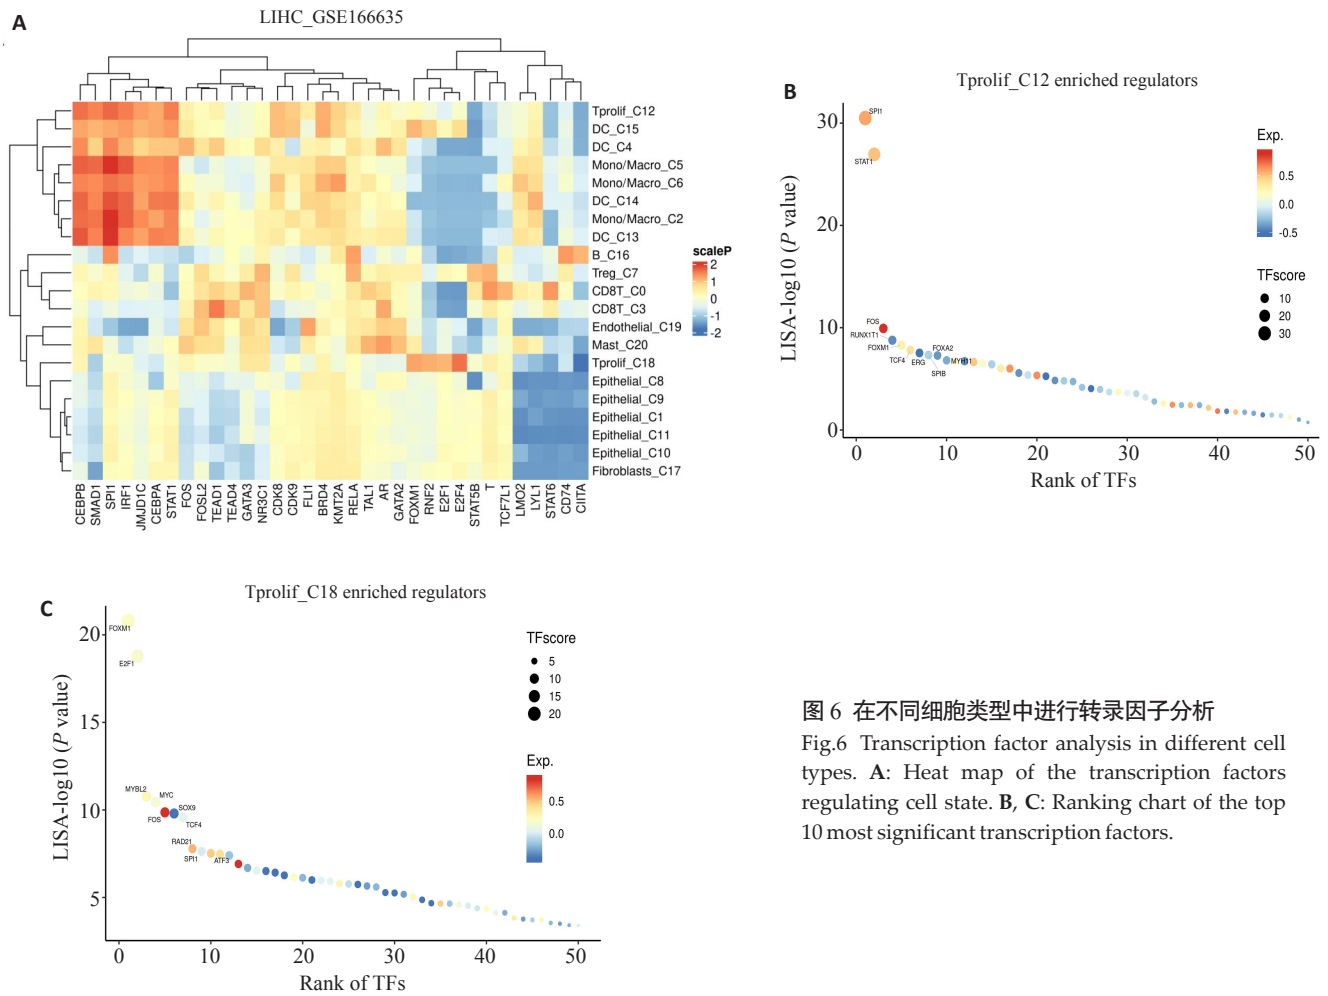 A
LIHC_GSE166635
Tprolif_C12
DC_C15
DC_C4
Mono/Macro_C5
Mono/Macro_C6
DC_C14
Mono/Macro_C2
DC_C13
B_C16
Treg_C7
CD8T_C0
CD8T_C3
Endothelial_C19
Mast_C20
Tprolif_C18
Epithelial_C8
Epithelial_C9
Epithelial_C1
Epithelial_C11
Epithelial_C10
Fibroblasts_C17
scaleP
2
1
0
-1
-2
CEBPB
SMAD1
SPI1
IRF1
JMJD1C
CEBPA
STAT1
FOS
FOSL2
TEAD1
TEAD4
GATA3
NR3C1
CDK8
CDK9
FLI1
BRD4
KMT2A
RELA
TAL1
AR
GATA2
FOXM1
RNF2
E2F1
E2F4
STAT5B
T
TCF7L1
LMO2
LYL1
STAT6
CD74
CIITA
B
Tprolif_C12 enriched regulators
LISA-log10 (P value)
30
20
10
0
SPI1
STAT1
FOS
RUNX1T1
FOXM1
TCF4
ERG
FOXA2
SPIB
MYH11
0
10
20
30
40
50
Rank of TFs
Exp.
0.5
0.0
-0.5
TFscore
10
20
30
C
Tprolif_C18 enriched regulators
LISA-log10 (P value)
20
15
10
5
FOXM1
E2F1
MYBL2
MYC
FOS
SOX9
TCF4
RAD21
SPI1
ATF3
0
10
20
30
40
50
Rank of TFs
TFscore
5
10
15
20
Exp.
0.5
0.0
图 6 在不同细胞类型中进行转录因子分析
Fig.6 Transcription factor analysis in different cell
types. A: Heat map of the transcription factors
regulating cell state. B, C: Ranking chart of the top
10 most significant transcription factors.